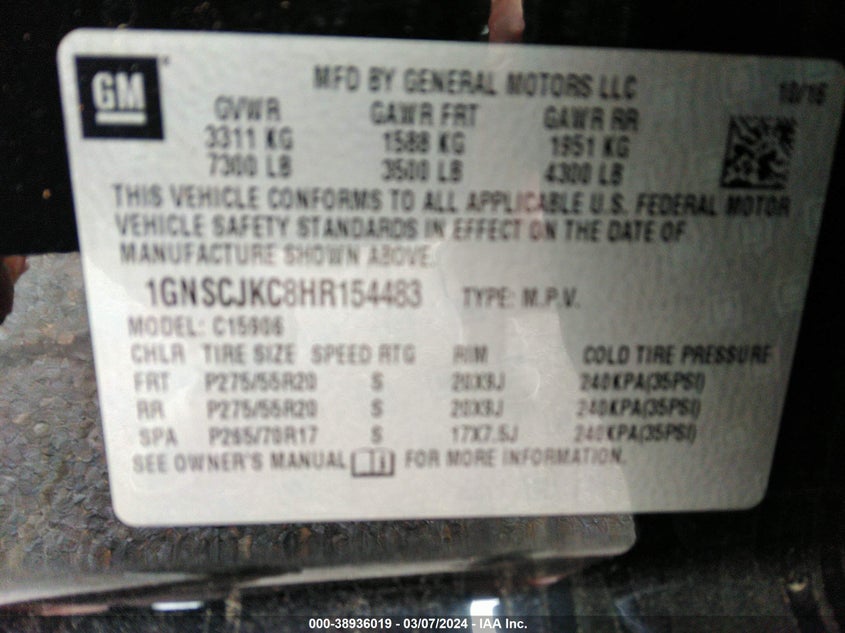 GM
MFD BY GENERAL MOTORS LLC 10/16
GVWR GAWR FRT GAWR RR
3311 KG 1588 KG 1951 KG
7300 LB 3500 LB 4300 LB
THIS VEHICLE CONFORMS TO ALL APPLICABLE U.S. FEDERAL MOTOR
VEHICLE SAFETY STANDARDS IN EFFECT ON THE DATE OF
MANUFACTURE SHOWN ABOVE.
1GNSCJKC8HR154483 TYPE: M.P.V.
MODEL: C15906
CHLR TIRE SIZE SPEED RTG RIM COLD TIRE PRESSURE
FRT P275/55R20 S 20X9J 240KPA(35PSI)
RR P275/55R20 S 20X9J 240KPA(35PSI)
SPA P265/70R17 S 17X7.5J 240KPA(35PSI)
SEE OWNER'S MANUAL FOR MORE INFORMATION.
000-38936019 — 03/07/2024 — IAA Inc.